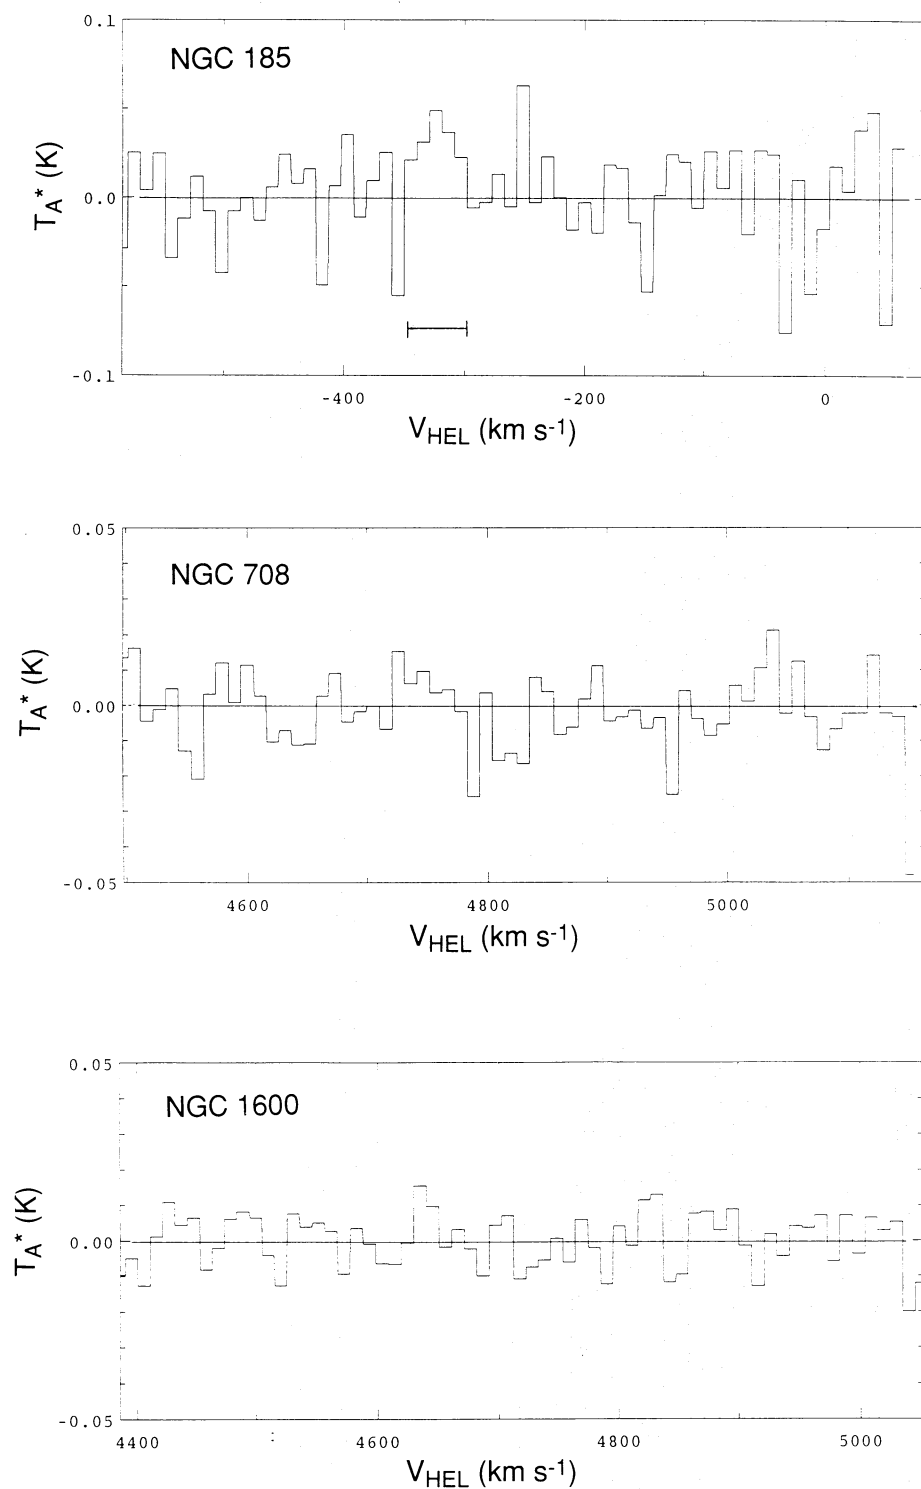 0.1
NGC 185
T_A* (K)
0.0
-0.1
-400 -200 0
V_HEL (km s-1)
0.05
NGC 708
T_A* (K)
0.00
-0.05
4600 4800 5000
V_HEL (km s-1)
0.05
NGC 1600
T_A* (K)
0.00
-0.05
4400 4600 4800 5000
V_HEL (km s-1)